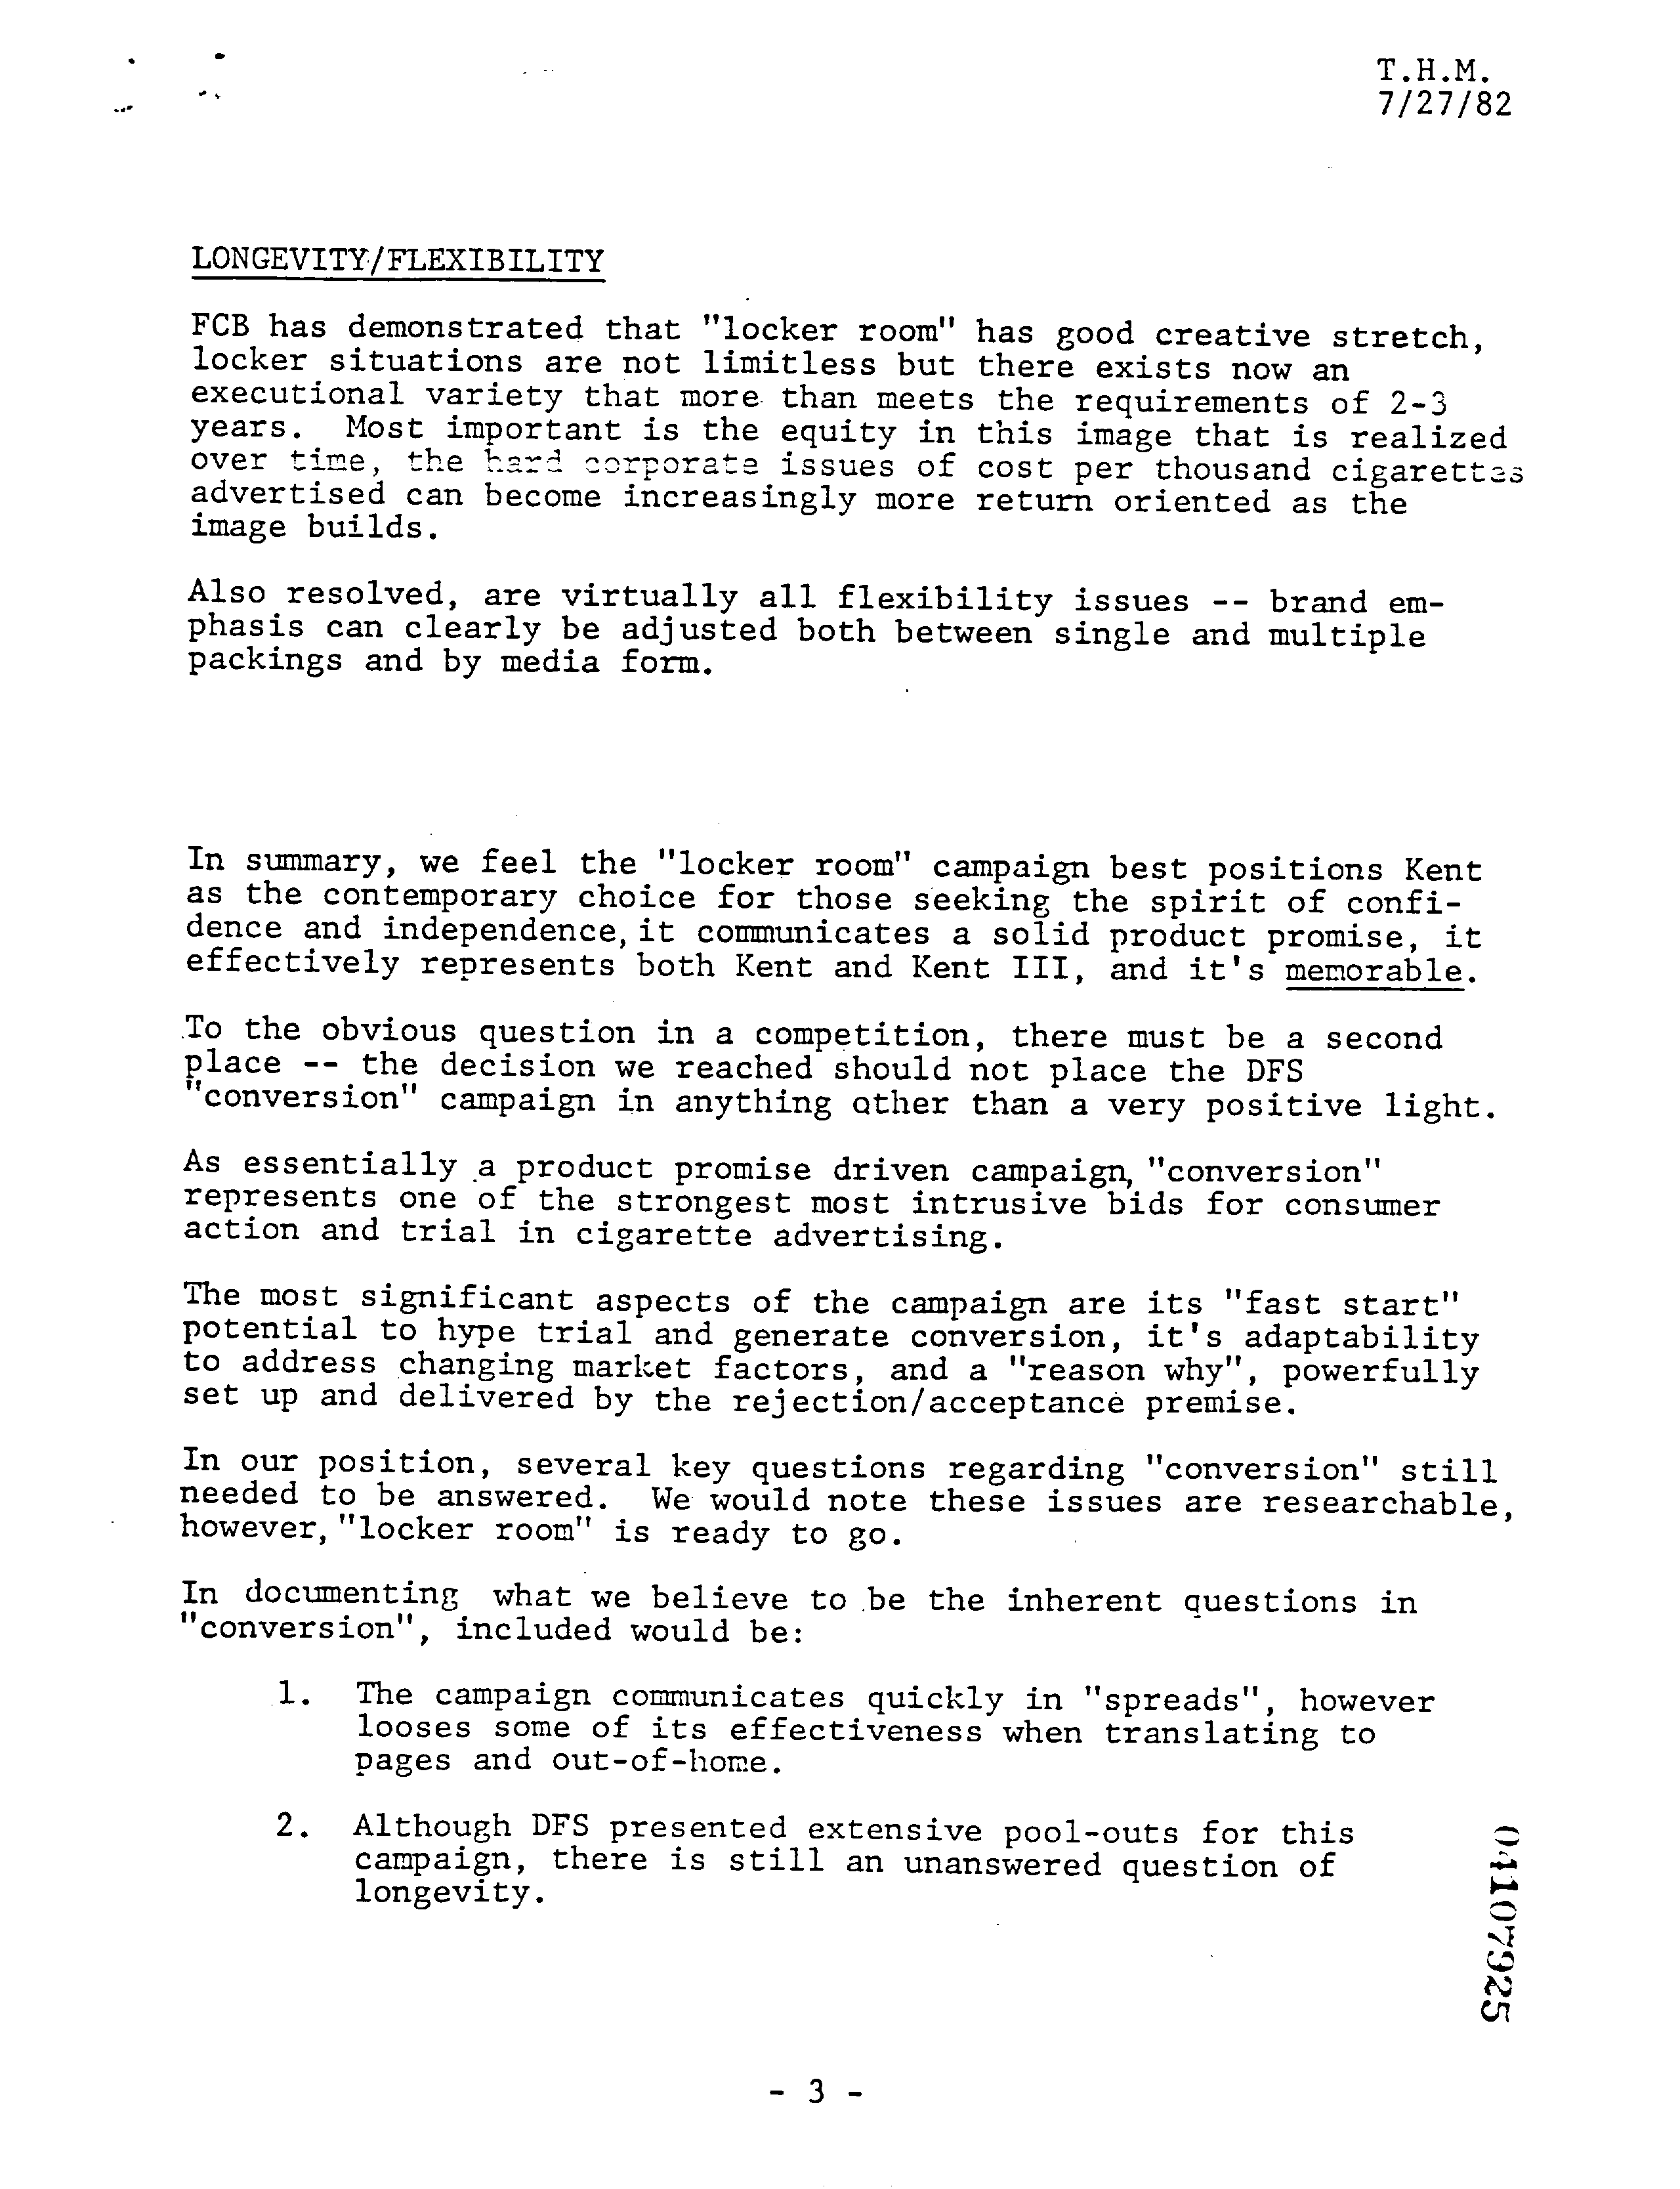 T.H.M.
7/27/82
LONGEVITY/FLEXIBILITY
FCB has demonstrated that "locker room" has good creative stretch,
locker situations are not limitless but there exists now an
executional variety that more than meets the requirements of 2-3
years. Most important is the equity in this image that is realized
over time, the hard corporate issues of cost per thousand cigarettes
advertised can become increasingly more return oriented as the
image builds.
Also resolved, are virtually all flexibility issues -- brand em-
phasis can clearly be adjusted both between single and multiple
packings and by media form.
In summary, we feel the "locker room" campaign best positions Kent
as the contemporary choice for those seeking the spirit of confi-
dence and independence, it communicates a solid product promise, it
effectively represents both Kent and Kent III, and it's memorable.
To the obvious question in a competition, there must be a second
place -- the decision we reached should not place the DFS
"conversion" campaign in anything other than a very positive light.
As essentially a product promise driven campaign, "conversion"
represents one of the strongest most intrusive bids for consumer
action and trial in cigarette advertising.
The most significant aspects of the campaign are its "fast start"
potential to hype trial and generate conversion, it's adaptability
to address changing market factors, and a "reason why", powerfully
set up and delivered by the rejection/acceptance premise.
In our position, several key questions regarding "conversion" still
needed to be answered. We would note these issues are researchable,
however, "locker room" is ready to go.
In documenting what we believe to be the inherent questions in
"conversion", included would be:
1. The campaign communicates quickly in "spreads", however
looses some of its effectiveness when translating to
pages and out-of-home.
2. Although DFS presented extensive pool-outs for this
campaign, there is still an unanswered question of
longevity.
04107925
- 3 -